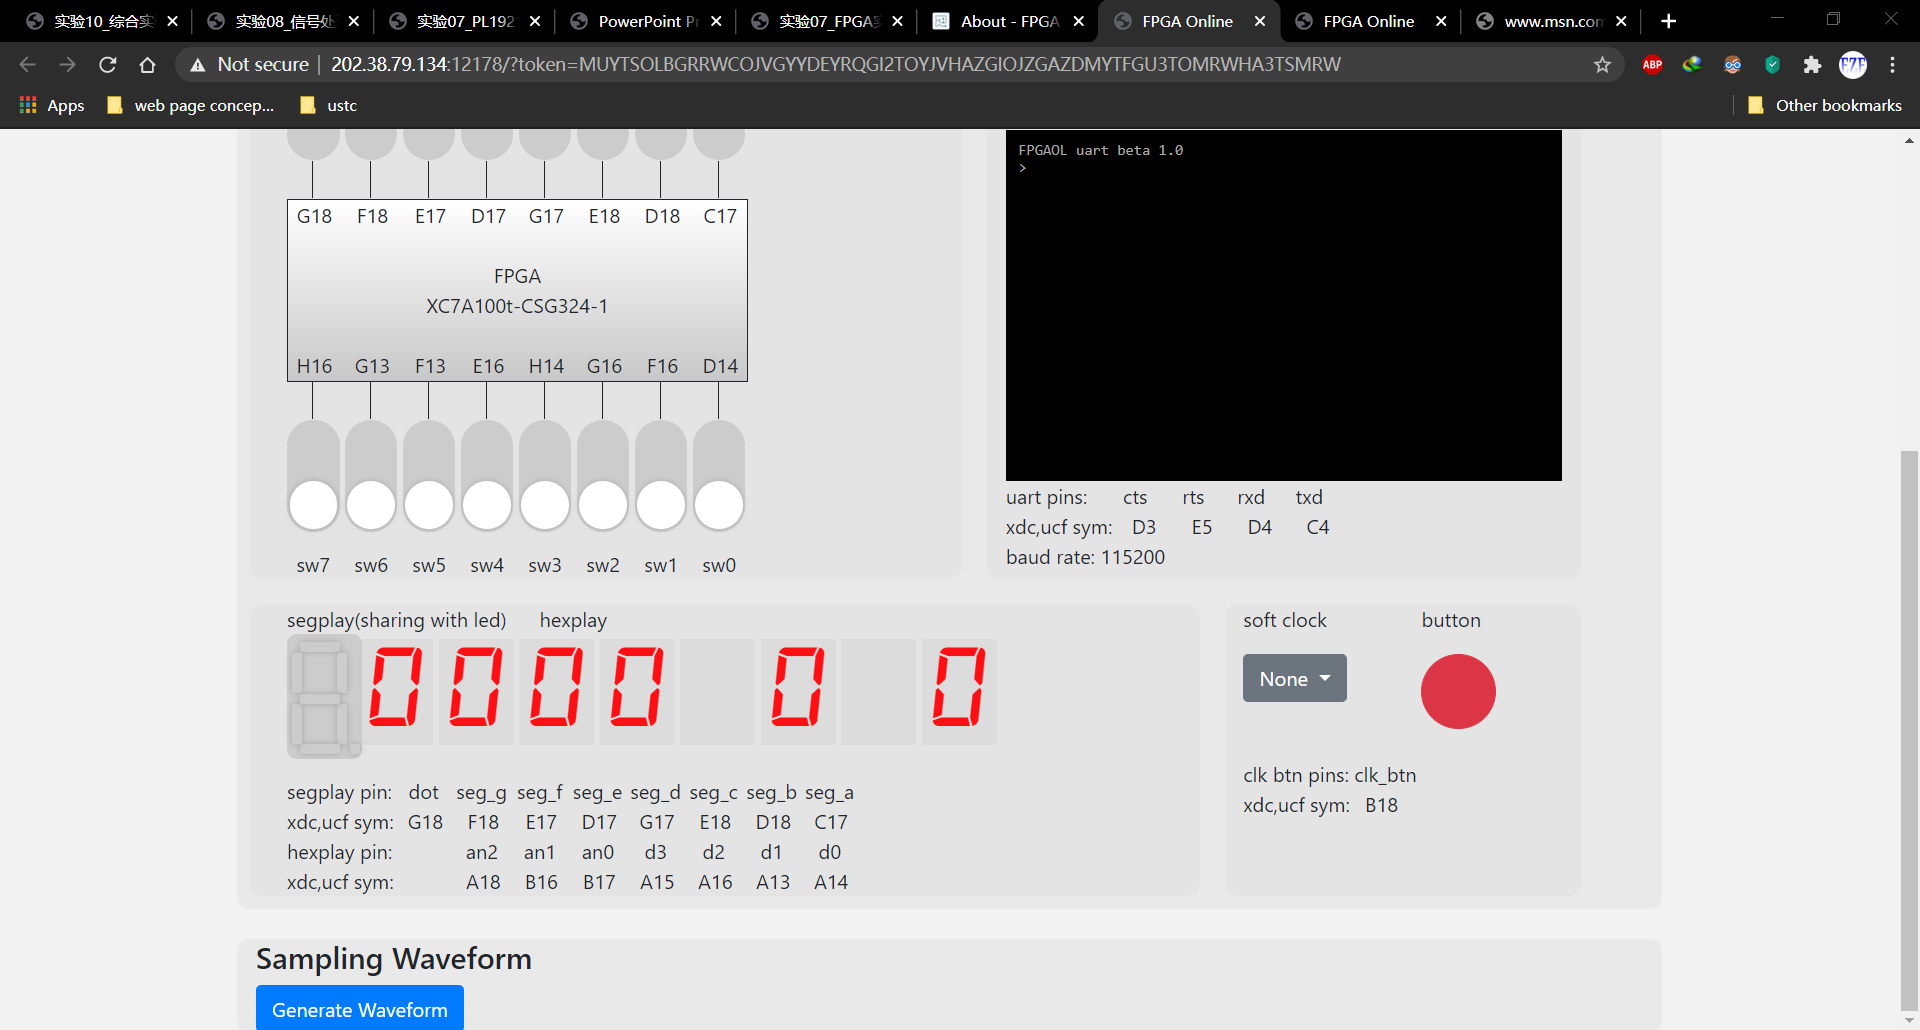 实验10_综合实
实验08_信号处
实验07_PL192
PowerPoint P
实验07_FPGA
About - FPGA
FPGA Online
FPGA Online
www.msn.com
Not secure | 202.38.79.134:12178/?token=MUYTSOLBGRRWCOJVGYYDEYRQGI2TOYJVHAZGIOJZGAZDMYTFGU3TOMRWHA3TSMRW
ABP
FZF
Apps
web page concep...
ustc
Other bookmarks
G18 F18 E17 D17 G17 E18 D18 C17
FPGA
XC7A100t-CSG324-1
H16 G13 F13 E16 H14 G16 F16 D14
sw7 sw6 sw5 sw4 sw3 sw2 sw1 sw0
FPGAOL uart beta 1.0
>
uart pins: cts rts rxd txd
xdc,ucf sym: D3 E5 D4 C4
baud rate: 115200
segplay(sharing with led) hexplay
0 0 0 0 0 0
segplay pin: dot seg_g seg_f seg_e seg_d seg_c seg_b seg_a
xdc,ucf sym: G18 F18 E17 D17 G17 E18 D18 C17
hexplay pin: an2 an1 an0 d3 d2 d1 d0
xdc,ucf sym: A18 B16 B17 A15 A16 A13 A14
soft clock button
None
clk btn pins: clk_btn
xdc,ucf sym: B18
Sampling Waveform
Generate Waveform